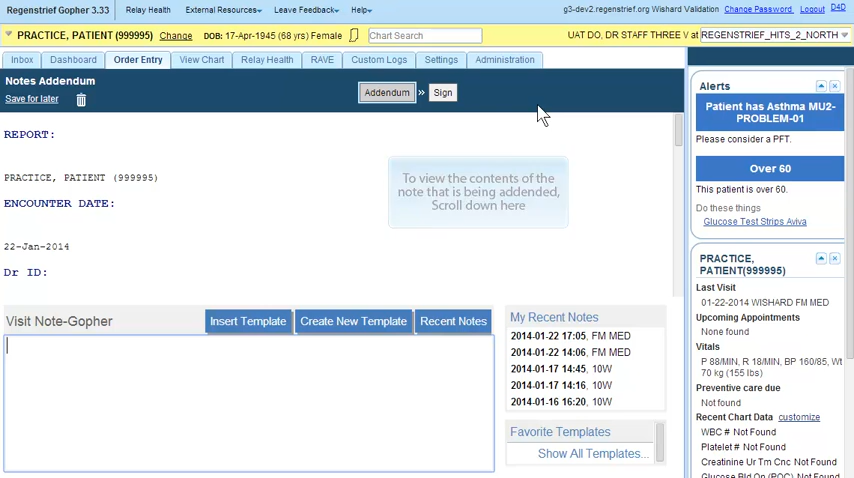 Regenstrief Gopher 3.33 Relay Health External Resources Leave Feedback Help g3-dev2.regenstrief.org Wishard Validation Change Password Logout D4D
PRACTICE, PATIENT (999995) Change DOB: 17-Apr-1945 (68 yrs) Female Chart Search UAT DO, DR STAFF THREE V at REGENSTRIEF_HITS_2_NORTH
Inbox Dashboard Order Entry View Chart Relay Health RAVE Custom Logs Settings Administration
Notes Addendum
Save for later
Addendum » Sign
REPORT:
PRACTICE, PATIENT (999995)
ENCOUNTER DATE:
22-Jan-2014
Dr ID:
To view the contents of the
note that is being addended,
Scroll down here
Visit Note-Gopher Insert Template Create New Template Recent Notes
My Recent Notes
2014-01-22 17:05, FM MED
2014-01-22 14:06, FM MED
2014-01-17 14:45, 10W
2014-01-17 14:16, 10W
2014-01-16 16:20, 10W
Favorite Templates
Show All Templates...
Alerts
Patient has Asthma MU2-
PROBLEM-01
Please consider a PFT.
Over 60
This patient is over 60.
Do these things
Glucose Test Strips Aviva
PRACTICE,
PATIENT(999995)
Last Visit
01-22-2014 WISHARD FM MED
Upcoming Appointments
None found
Vitals
P 88/MIN, R 18/MIN, BP 160/85, Wt
70 kg (155 lbs)
Preventive care due
Not found
Recent Chart Data customize
WBC # Not Found
Platelet # Not Found
Creatinine Ur Tm Cnc Not Found
Glucose Bld Qn (POC) Not Found